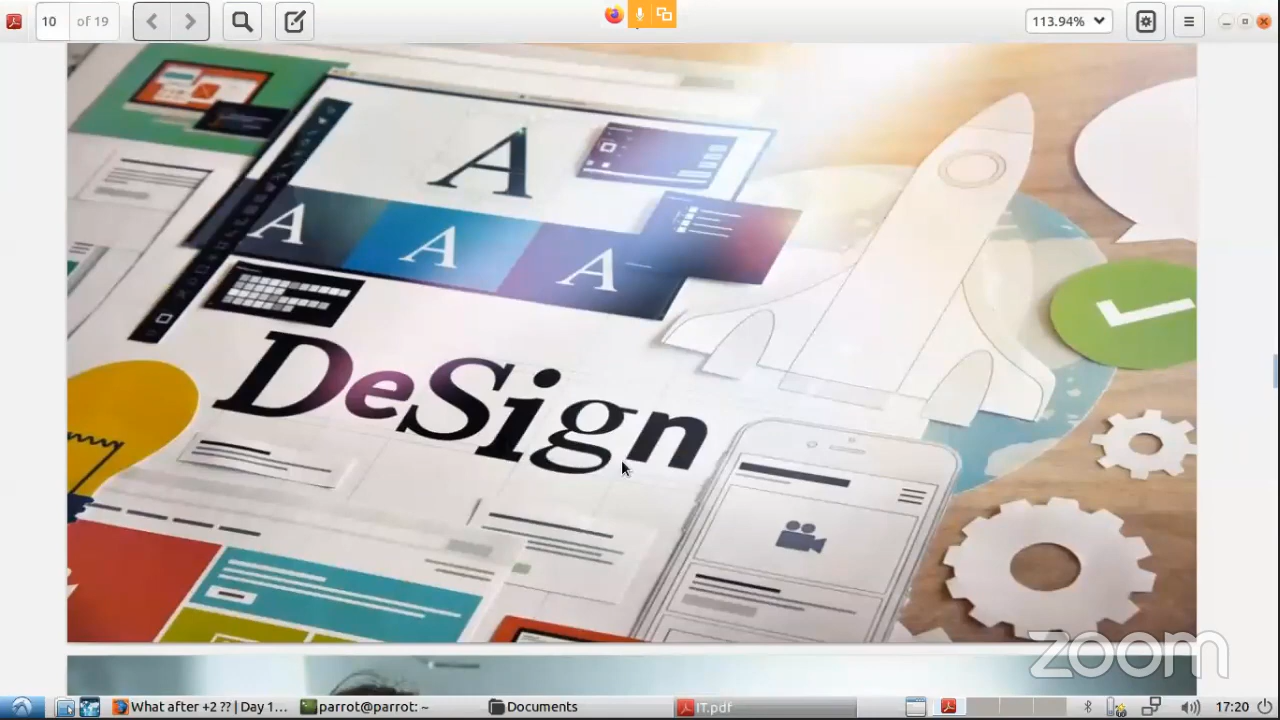 10 of 19
113.94%
A
A A A
DeSign
zoom
What after +2 ?? | Day 1...
parrot@parrot: ~
Documents
IT.pdf
17:20